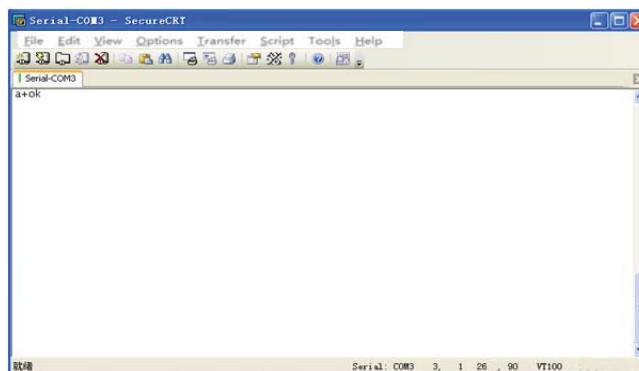 Serial-COM3 - SecureCRT
File Edit View Options Transfer Script Tools Help
Serial-COM3
a+ok
就绪 Serial: COM3 3, 1 26 , 90 VT100